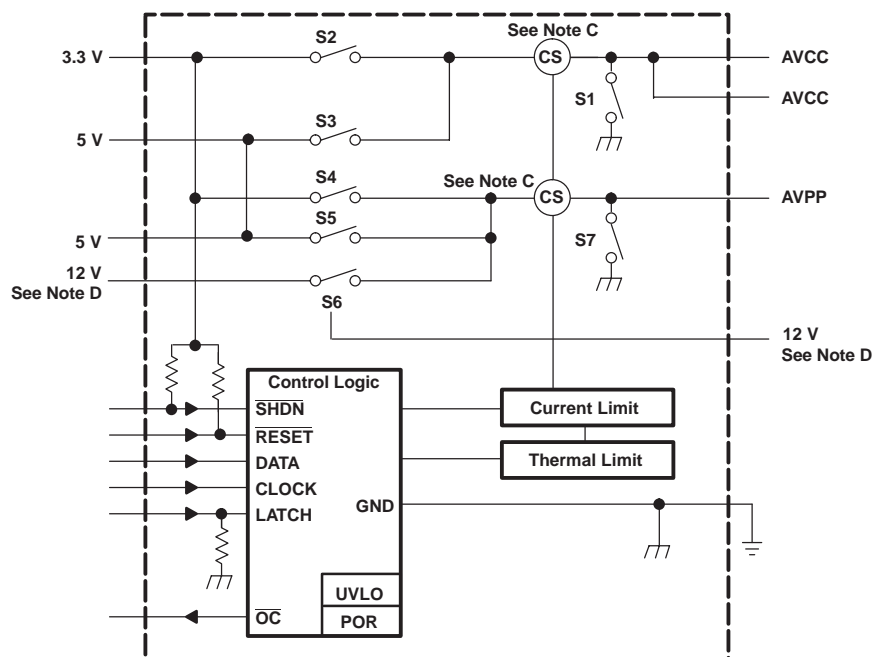 See Note C
S2
3.3 V
CS
AVCC
S1
AVCC
S3
5 V
S4
See Note C
CS
AVPP
S5
S7
5 V
12 V
See Note D
S6
12 V
See Note D
Control Logic
SHDN
Current Limit
RESET
DATA
Thermal Limit
CLOCK
LATCH
GND
UVLO
OC
POR